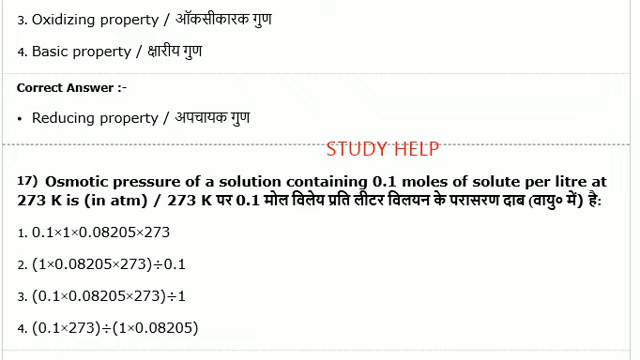 3. Oxidizing property / ऑकसीकारक गुण
4. Basic property / क्षारीय गुण
Correct Answer :-
• Reducing property / अपचायक गुण
STUDY HELP
17) Osmotic pressure of a solution containing 0.1 moles of solute per litre at
273 K is (in atm) / 273 K पर 0.1 मोल विलेय प्रति लीटर विलयन के परासरण दाब (वायु० में) है:
1. 0.1×1×0.08205×273
2. (1×0.08205×273)÷0.1
3. (0.1×0.08205×273)÷1
4. (0.1×273)÷(1×0.08205)